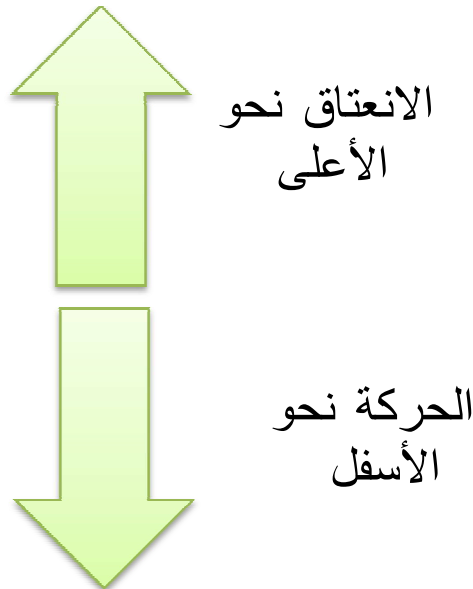 الانعتاق نحو
الأعلى
الحركة نحو
الأسفل